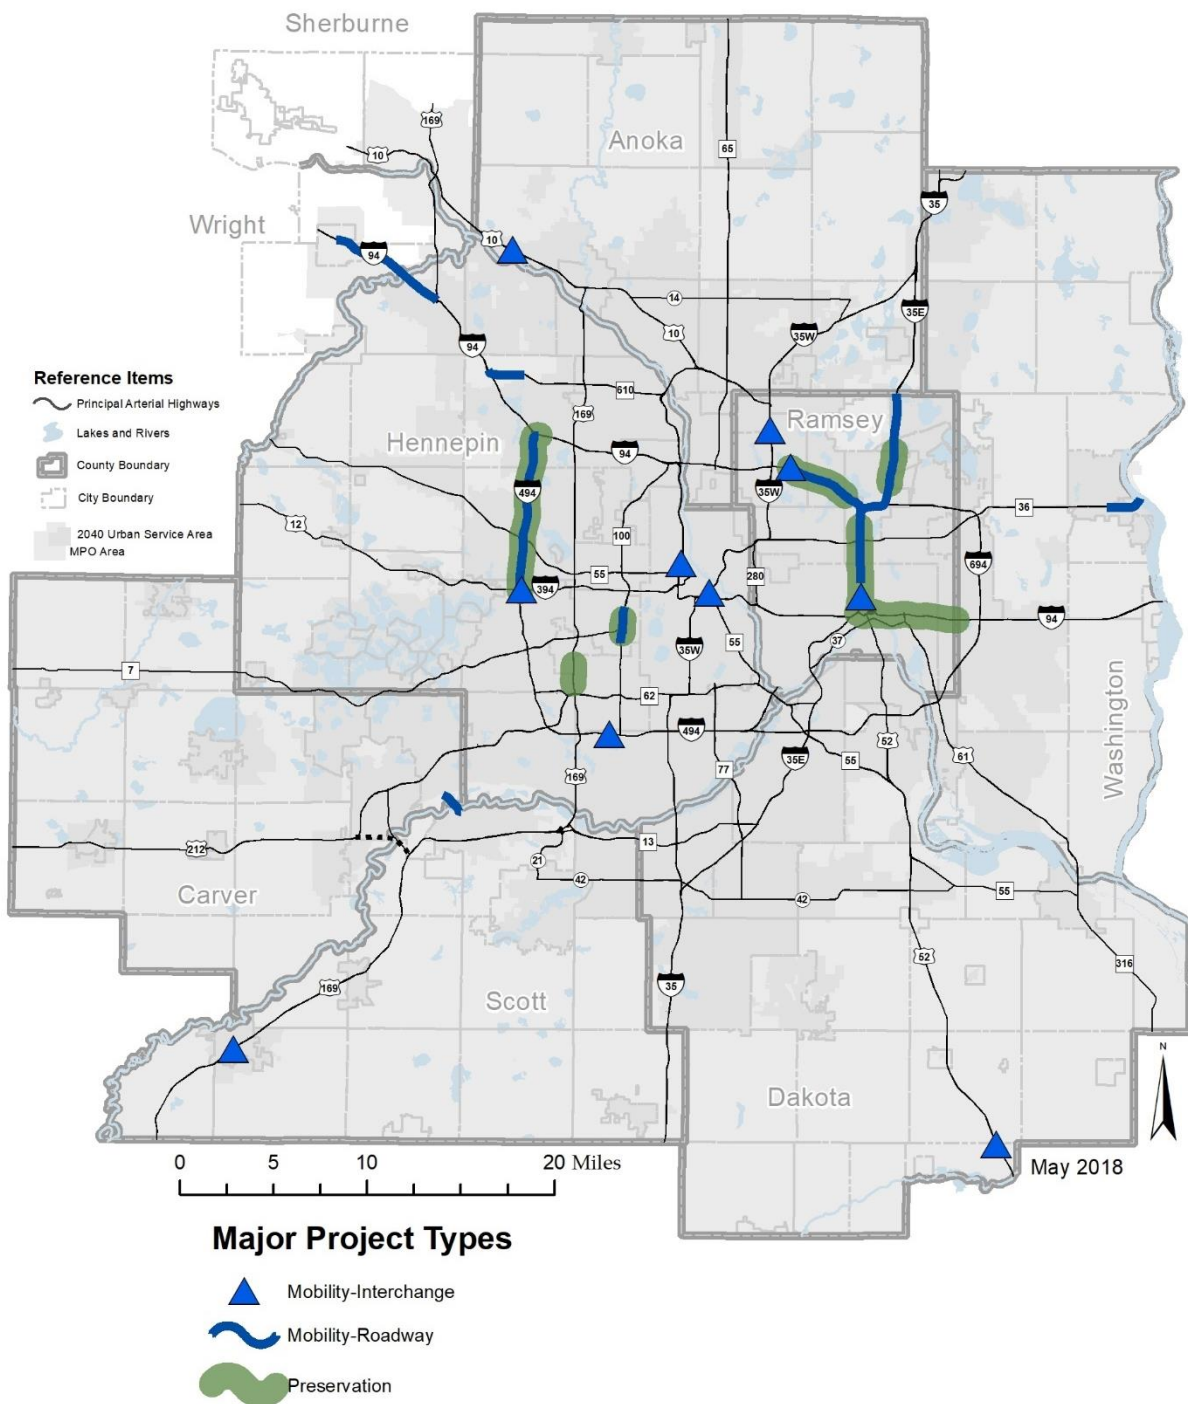 Sherburne
169
10
Anoka
65
Wright
35
10
94
14
35E
10
35W
94
Reference Items
Principal Arterial Highways
Lakes and Rivers
County Boundary
City Boundary
2040 Urban Service Area
MPO Area
610
169
Hennepin
Ramsey
94
494
35W
36
12
100
55
280
694
394
94
35W
55
37
7
62
Washington
494
52
61
35E
55
169
77
212
13
21
42
55
42
Carver
52
316
169
35
Scott
N
Dakota
0 5 10 20 Miles
May 2018
Major Project Types
Mobility-Interchange
Mobility-Roadway
Preservation